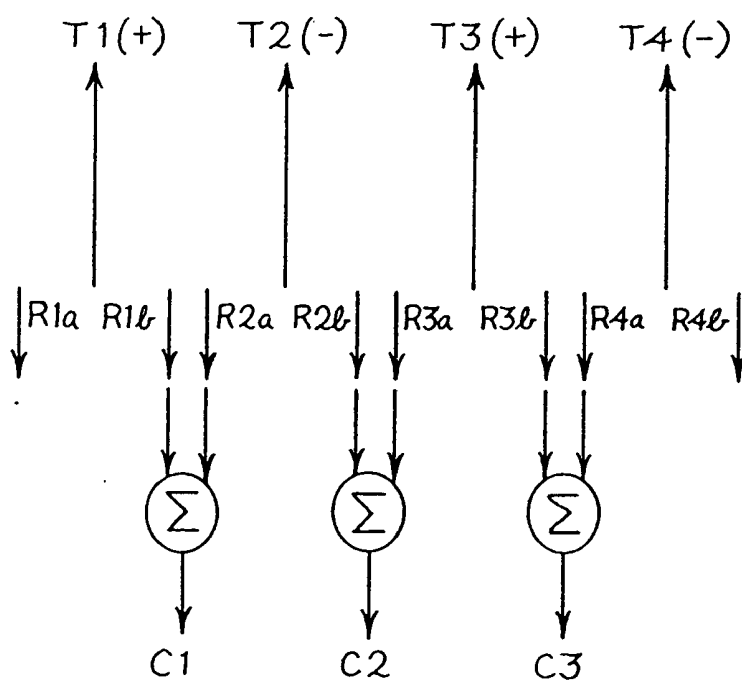 T1(+) T2(-) T3(+) T4(-)
R1a R1b R2a R2b R3a R3b R4a R4b
Σ Σ Σ
C1 C2 C3